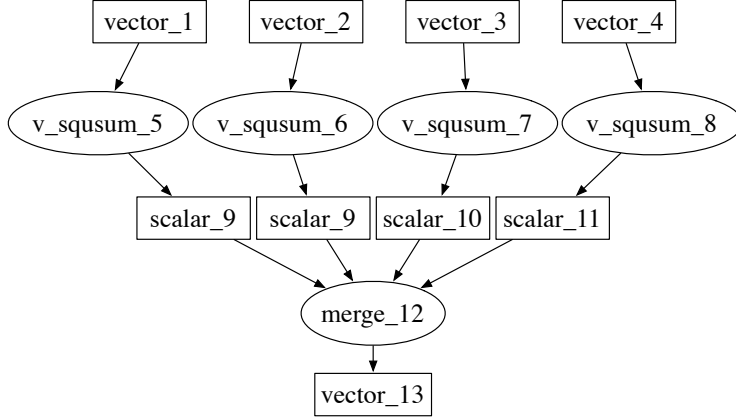 vector_1
vector_2
vector_3
vector_4
v_squsum_5
v_squsum_6
v_squsum_7
v_squsum_8
scalar_9
scalar_9
scalar_10
scalar_11
merge_12
vector_13